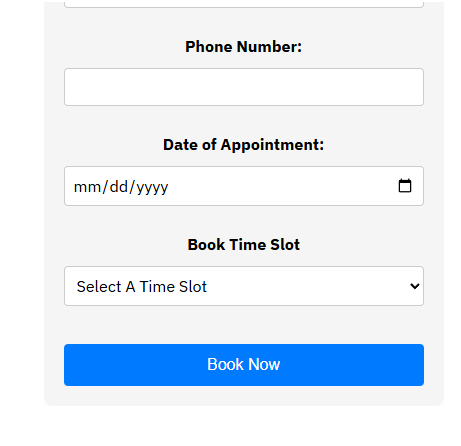 Phone Number:
Date of Appointment:
mm/dd/yyyy
Book Time Slot
Select A Time Slot
Book Now